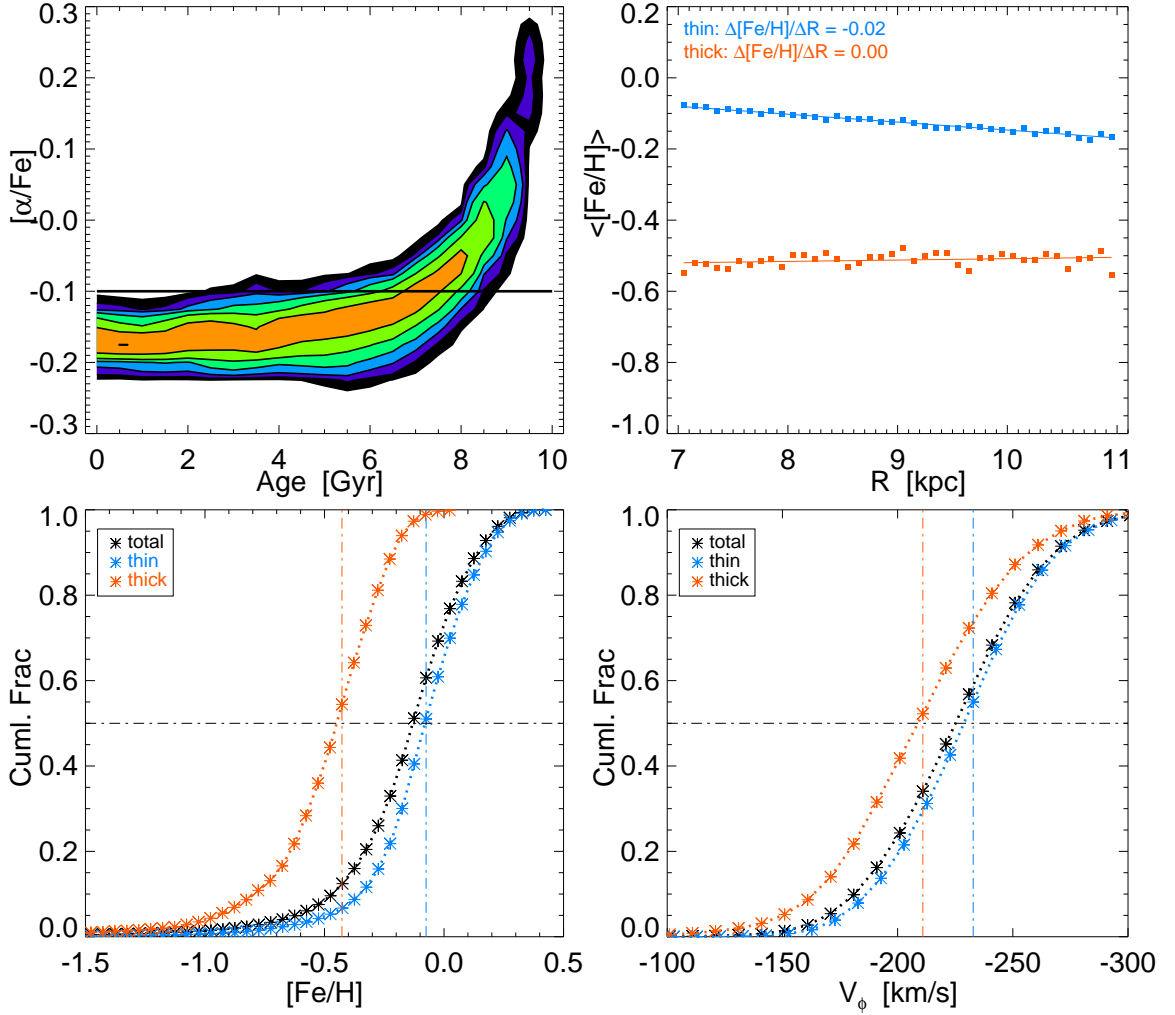 [α/Fe]
0.2
0.1
-0.0
-0.1
-0.2
-0.3
0 2 4 6 8 10
Age [Gyr]
<[Fe/H]>
0.2
0.0
-0.2
-0.4
-0.6
-0.8
-1.0
thin: Δ[Fe/H]/ΔR = -0.02
thick: Δ[Fe/H]/ΔR = 0.00
7 8 9 10 11
R [kpc]
Cuml. Frac
1.0
0.8
0.6
0.4
0.2
0.0
total
thin
thick
-1.5 -1.0 -0.5 0.0 0.5
[Fe/H]
Cuml. Frac
1.0
0.8
0.6
0.4
0.2
0.0
total
thin
thick
-100 -150 -200 -250 -300
V_ϕ [km/s]